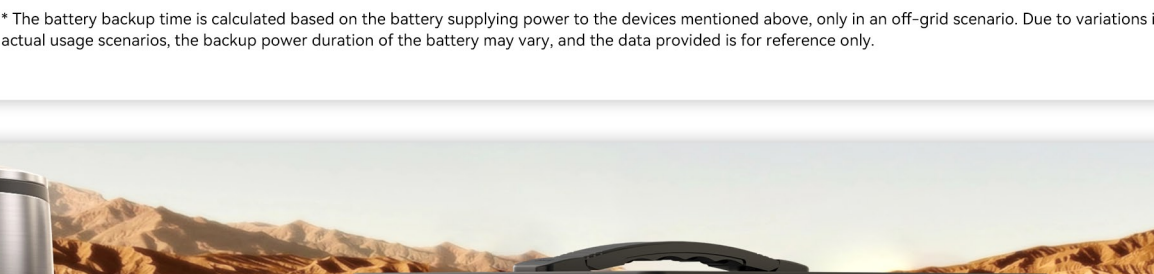 * The battery backup time is calculated based on the battery supplying power to the devices mentioned above, only in an off-grid scenario. Due to variations
actual usage scenarios, the backup power duration of the battery may vary, and the data provided is for reference only.